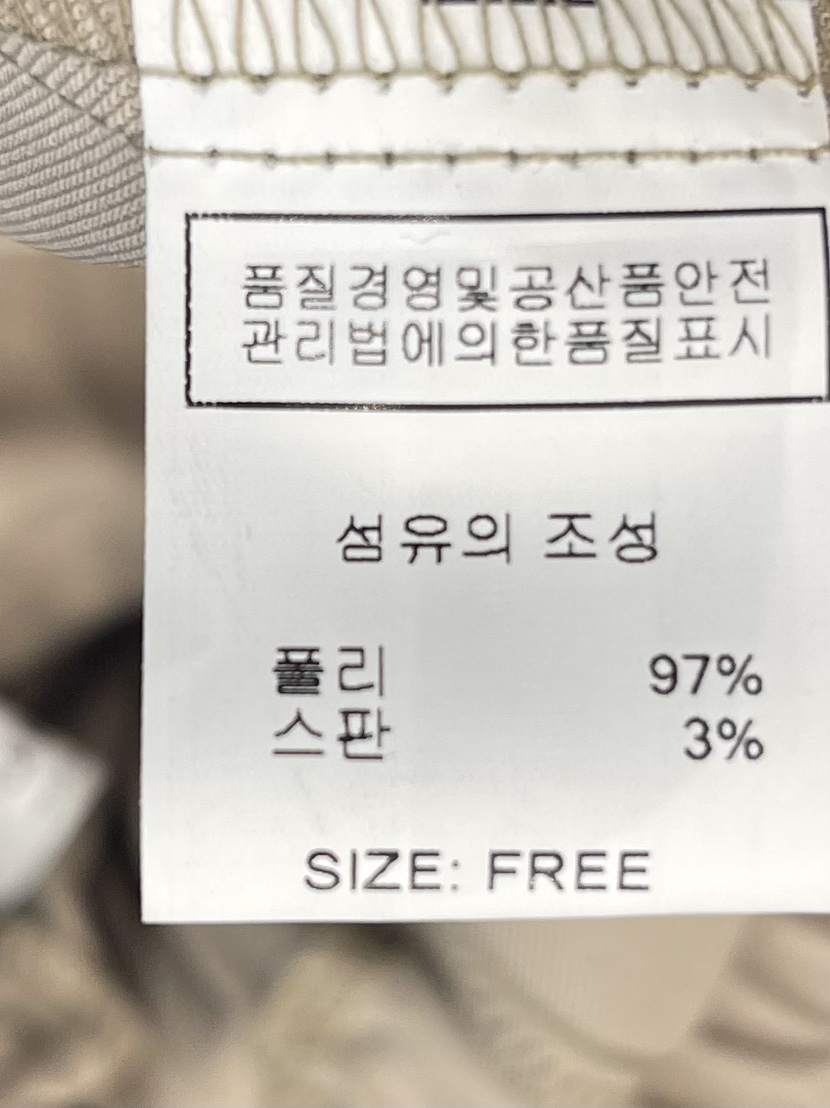 품질경영및공산품안전
관리법에의한품질표시
섬유의 조성
폴리 97%
스판 3%
SIZE: FREE